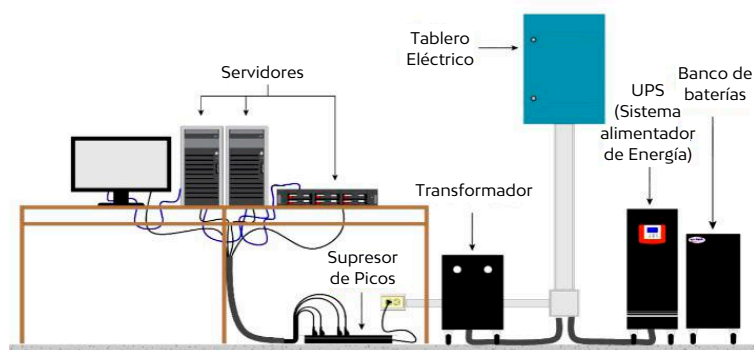 Tablero
Eléctrico
Servidores
UPS
(Sistema
alimentador
de Energía)
Banco de
baterías
Transformador
Supresor
de Picos